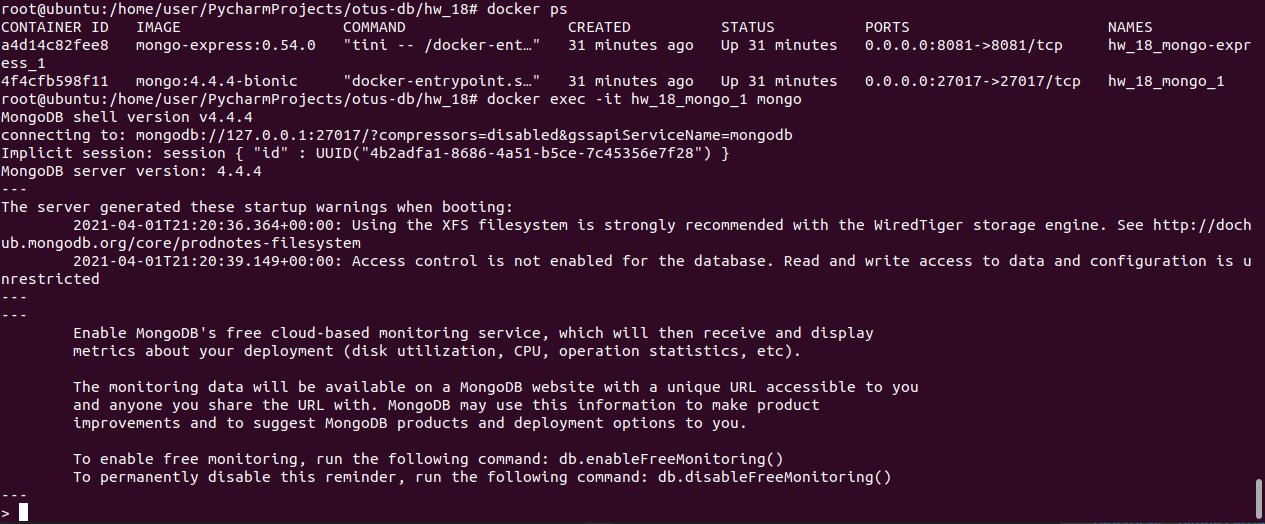 root@ubuntu:/home/user/PycharmProjects/otus-db/hw_18# docker ps
CONTAINER ID   IMAGE                  COMMAND                  CREATED          STATUS          PORTS                      NAMES
a4d14c82fee8   mongo-express:0.54.0   "tini -- /docker-ent…"   31 minutes ago   Up 31 minutes   0.0.0.0:8081->8081/tcp     hw_18_mongo-expr
ess_1
4f4cfb598f11   mongo:4.4.4-bionic     "docker-entrypoint.s…"   31 minutes ago   Up 31 minutes   0.0.0.0:27017->27017/tcp   hw_18_mongo_1
root@ubuntu:/home/user/PycharmProjects/otus-db/hw_18# docker exec -it hw_18_mongo_1 mongo
MongoDB shell version v4.4.4
connecting to: mongodb://127.0.0.1:27017/?compressors=disabled&gssapiServiceName=mongodb
Implicit session: session { "id" : UUID("4b2adfa1-8686-4a51-b5ce-7c45356e7f28") }
MongoDB server version: 4.4.4
---
The server generated these startup warnings when booting:
        2021-04-01T21:20:36.364+00:00: Using the XFS filesystem is strongly recommended with the WiredTiger storage engine. See http://doch
ub.mongodb.org/core/prodnotes-filesystem
        2021-04-01T21:20:39.149+00:00: Access control is not enabled for the database. Read and write access to data and configuration is u
nrestricted
---
---
        Enable MongoDB's free cloud-based monitoring service, which will then receive and display
        metrics about your deployment (disk utilization, CPU, operation statistics, etc).

        The monitoring data will be available on a MongoDB website with a unique URL accessible to you
        and anyone you share the URL with. MongoDB may use this information to make product
        improvements and to suggest MongoDB products and deployment options to you.

        To enable free monitoring, run the following command: db.enableFreeMonitoring()
        To permanently disable this reminder, run the following command: db.disableFreeMonitoring()
---
>